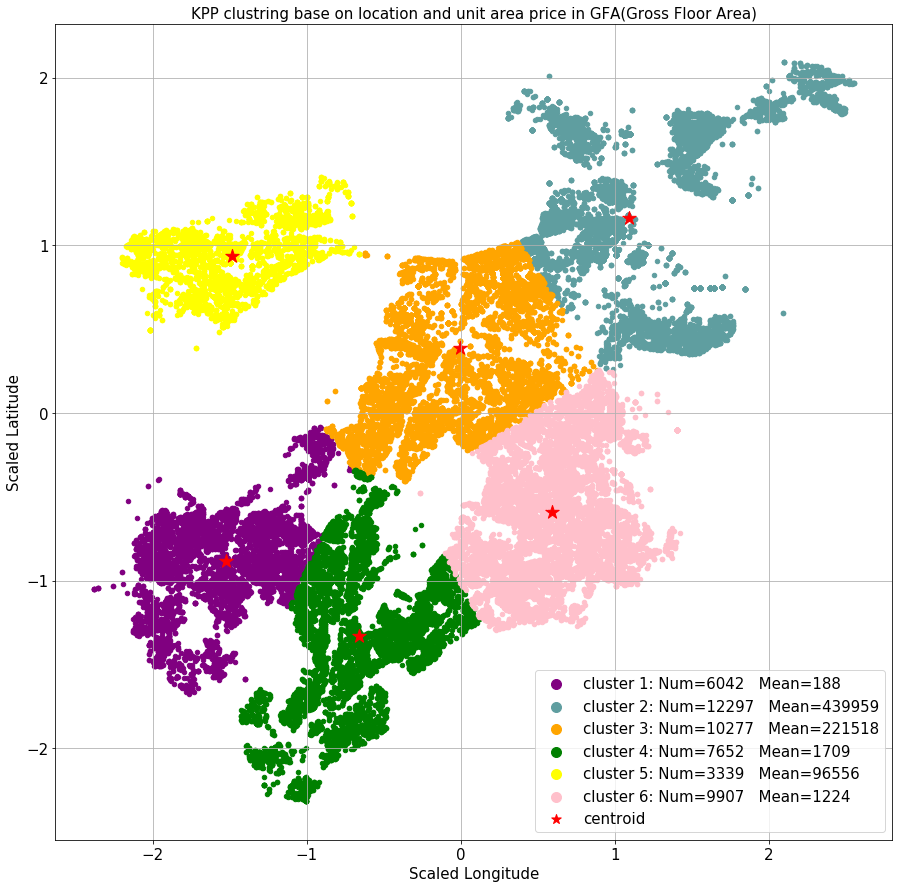 KPP clustring base on location and unit area price in GFA(Gross Floor Area)
2
1
0
−1
−2
Scaled Latitude
cluster 1: Num=6042 Mean=188
cluster 2: Num=12297 Mean=439959
cluster 3: Num=10277 Mean=221518
cluster 4: Num=7652 Mean=1709
cluster 5: Num=3339 Mean=96556
cluster 6: Num=9907 Mean=1224
centroid
−2 −1 0 1 2
Scaled Longitude